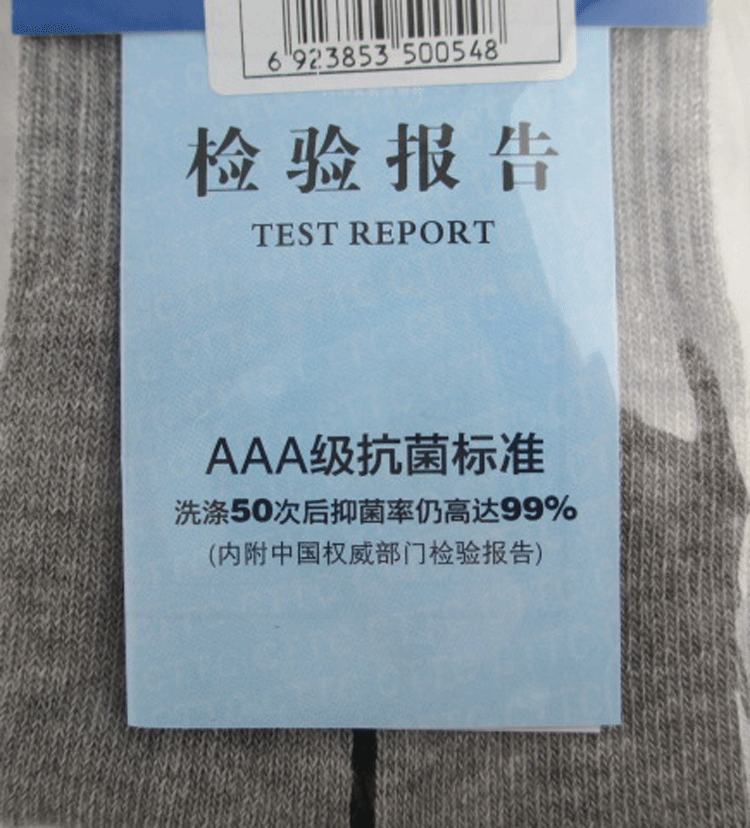 6 923853 500548
检验报告
TEST REPORT
AAA级抗菌标准
洗涤50次后抑菌率仍高达99%
(内附中国权威部门检验报告)